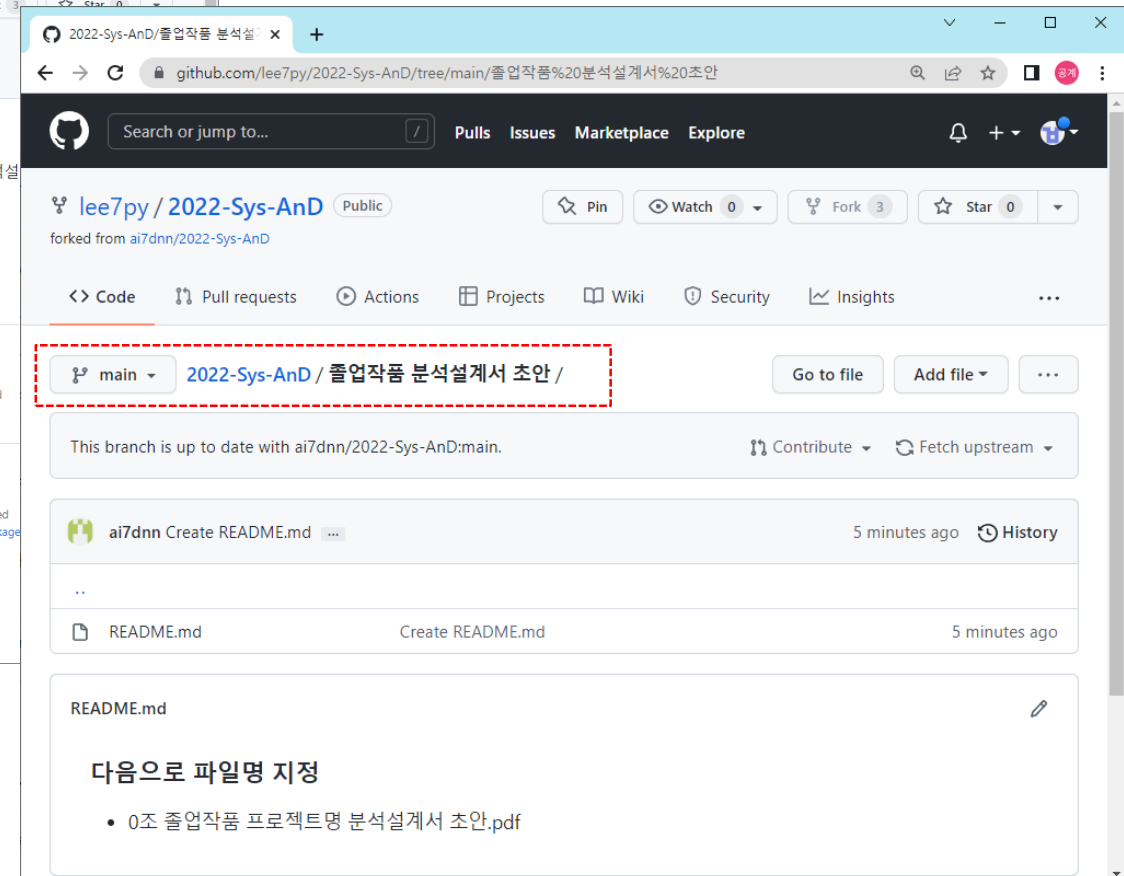 3 Star 0
2022-Sys-AnD/졸업작품 분석설
github.com/lee7py/2022-Sys-AnD/tree/main/졸업작품%20분석설계서%20초안
공계
Search or jump to... /
Pulls Issues Marketplace Explore
lee7py / 2022-Sys-AnD Public
Pin Watch 0 Fork 3 Star 0
forked from ai7dnn/2022-Sys-AnD
Code Pull requests Actions Projects Wiki Security Insights ...
main 2022-Sys-AnD / 졸업작품 분석설계서 초안 /
Go to file Add file ...
This branch is up to date with ai7dnn/2022-Sys-AnD:main.
Contribute Fetch upstream
ai7dnn Create README.md ...
5 minutes ago History
..
README.md Create README.md 5 minutes ago
README.md
다음으로 파일명 지정
• 0조 졸업작품 프로젝트명 분석설계서 초안.pdf